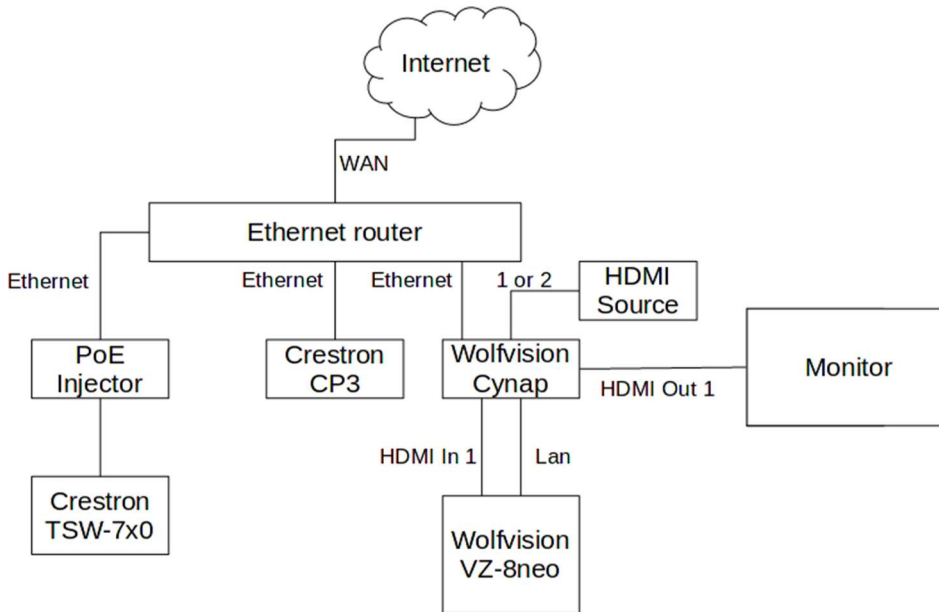 Internet
WAN
Ethernet router
Ethernet
Ethernet
Ethernet
1 or 2
HDMI
Source
PoE
Injector
Crestron
CP3
Wolfvision
Cynap
Monitor
HDMI Out 1
HDMI In 1
Lan
Crestron
TSW-7x0
Wolfvision
VZ-8neo